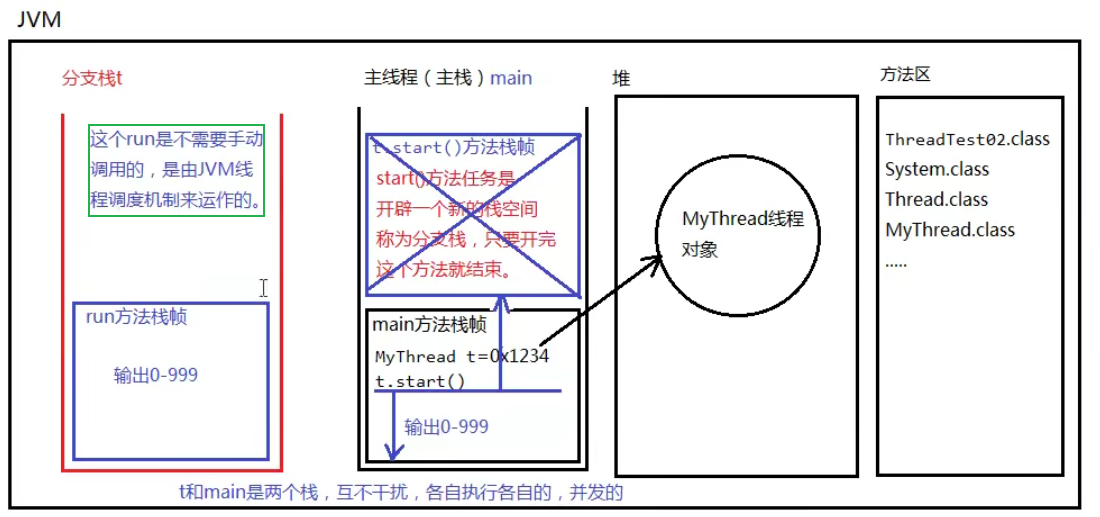 JVM
分支栈t
这个run是不需要手动
调用的，是由JVM线
程调度机制来运作的。
run方法栈帧
输出0-999
主线程（主栈）main
t.start()方法栈帧
start()方法任务是
开辟一个新的栈空间
称为分支栈，只要开完
这个方法就结束。
main方法栈帧
MyThread t=0x1234
t.start()
输出0-999
堆
MyThread线程
对象
方法区
ThreadTest02.class
System.class
Thread.class
MyThread.class
.....
t和main是两个栈，互不干扰，各自执行各自的，并发的